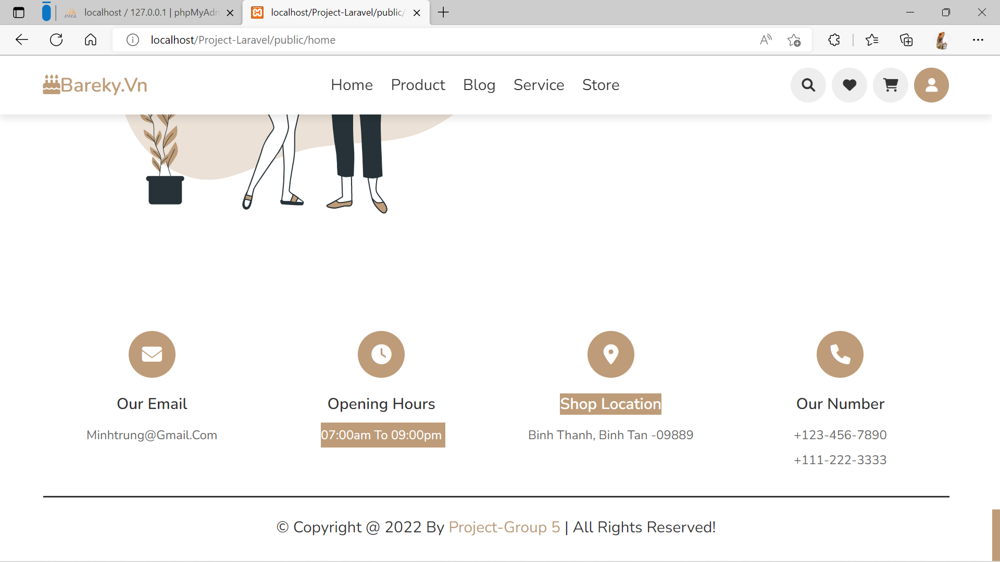 localhost / 127.0.0.1 | phpMyAdm
localhost/Project-Laravel/public/
localhost/Project-Laravel/public/home
Bareky.Vn
Home Product Blog Service Store
Our Email
Minhtrung@Gmail.Com
Opening Hours
07:00am To 09:00pm
Shop Location
Binh Thanh, Binh Tan -09889
Our Number
+123-456-7890
+111-222-3333
© Copyright @ 2022 By Project-Group 5 | All Rights Reserved!